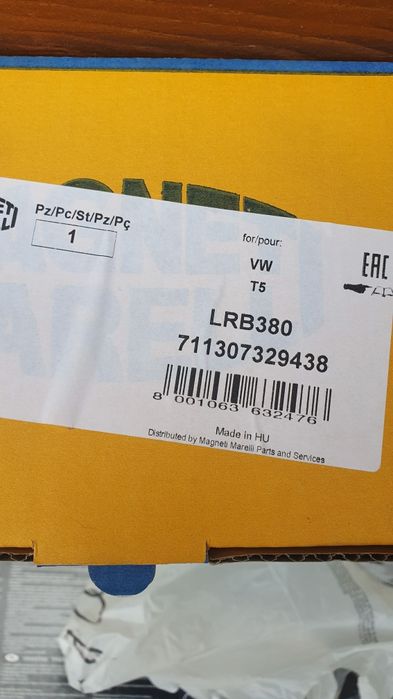 Pz/Pc/St/Pz/Pç
1
for/pour:
VW
T5
EAC
LRB380
711307329438
8 001063 632476
Made in HU
Distributed by Magneti Marelli Parts and Services